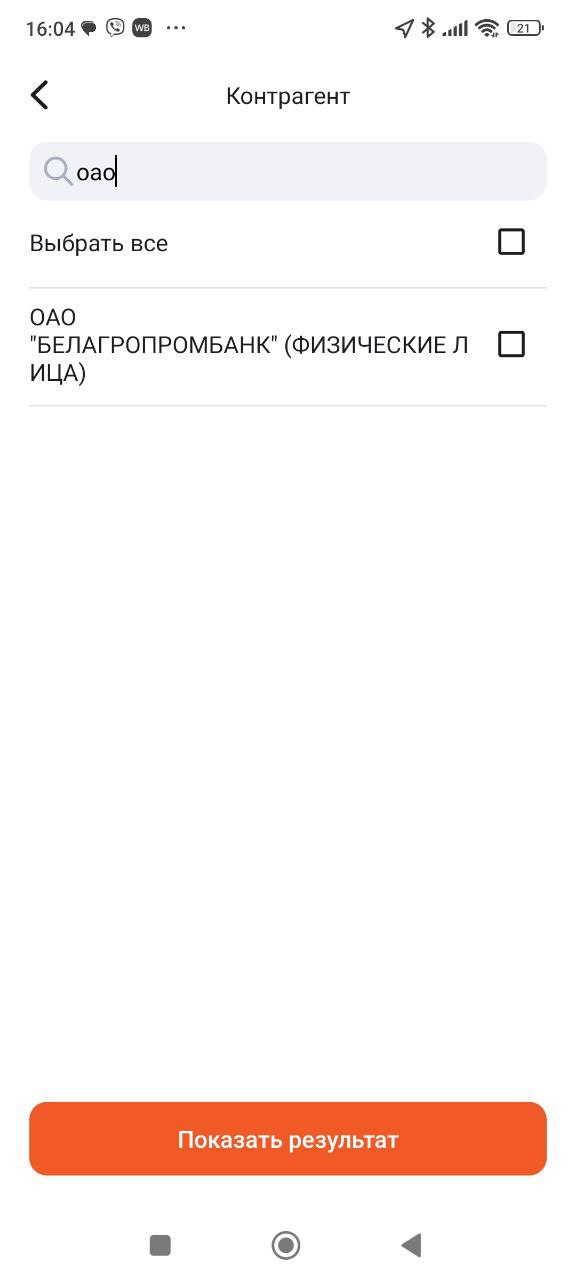 16:04 WB ... 21
Контрагент
оао
Выбрать все
ОАО
"БЕЛАГРОПРОМБАНК" (ФИЗИЧЕСКИЕ Л
ИЦА)
Показать результат